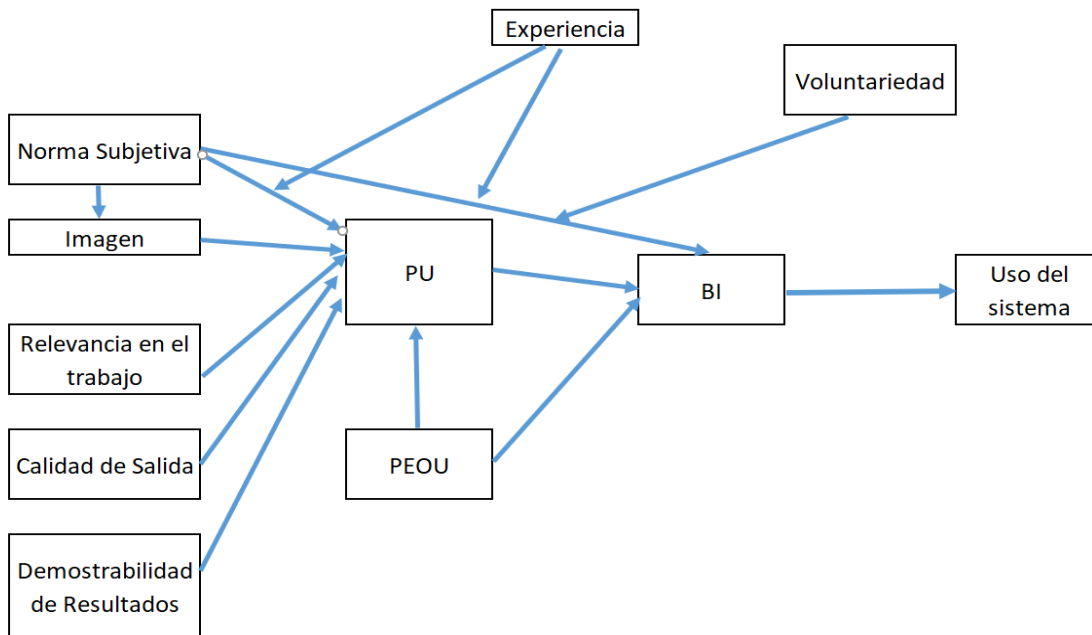 Experiencia
Voluntariedad
Norma Subjetiva
Imagen
PU
BI
Uso del
sistema
Relevancia en el
trabajo
Calidad de Salida
PEOU
Demostrabilidad
de Resultados